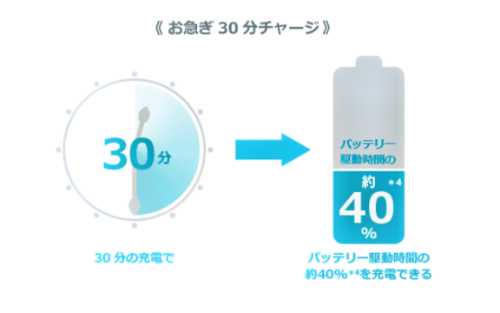 《 お急ぎ 30 分チャージ 》
30分
バッテリー
駆動時間の
約 *4
40
%
30 分の充電で
バッテリー駆動時間の
約40%*4を充電できる